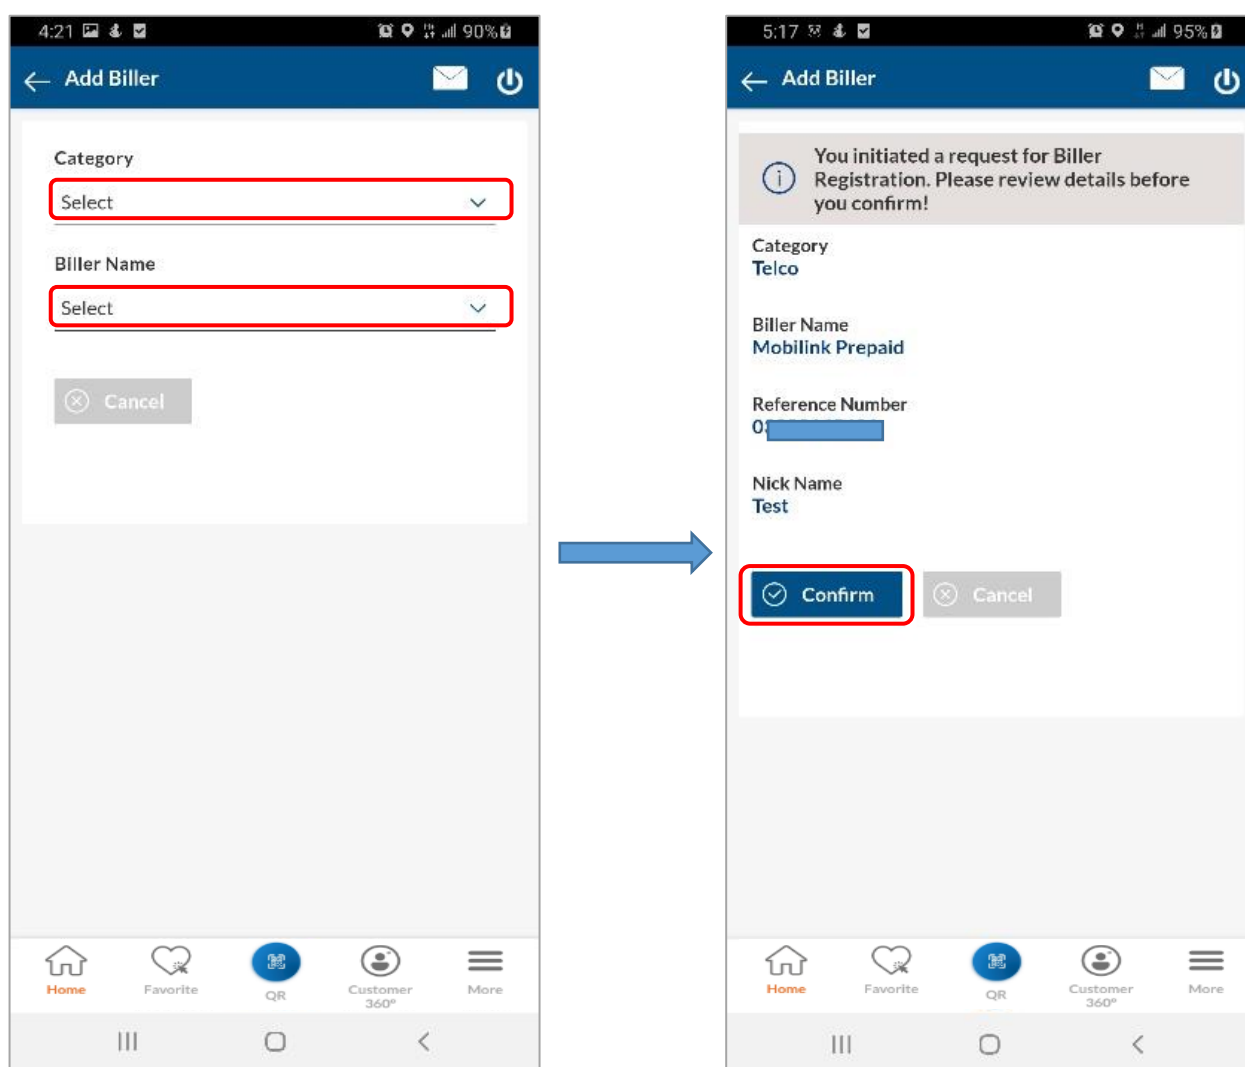 4:21
90%
Add Biller
Category
Select
Biller Name
Select
Cancel
Home
Favorite
QR
Customer
360°
More
5:17
95%
Add Biller
You initiated a request for Biller
Registration. Please review details before
you confirm!
Category
Telco
Biller Name
Mobilink Prepaid
Reference Number
03
Nick Name
Test
Confirm
Cancel
Home
Favorite
QR
Customer
360°
More